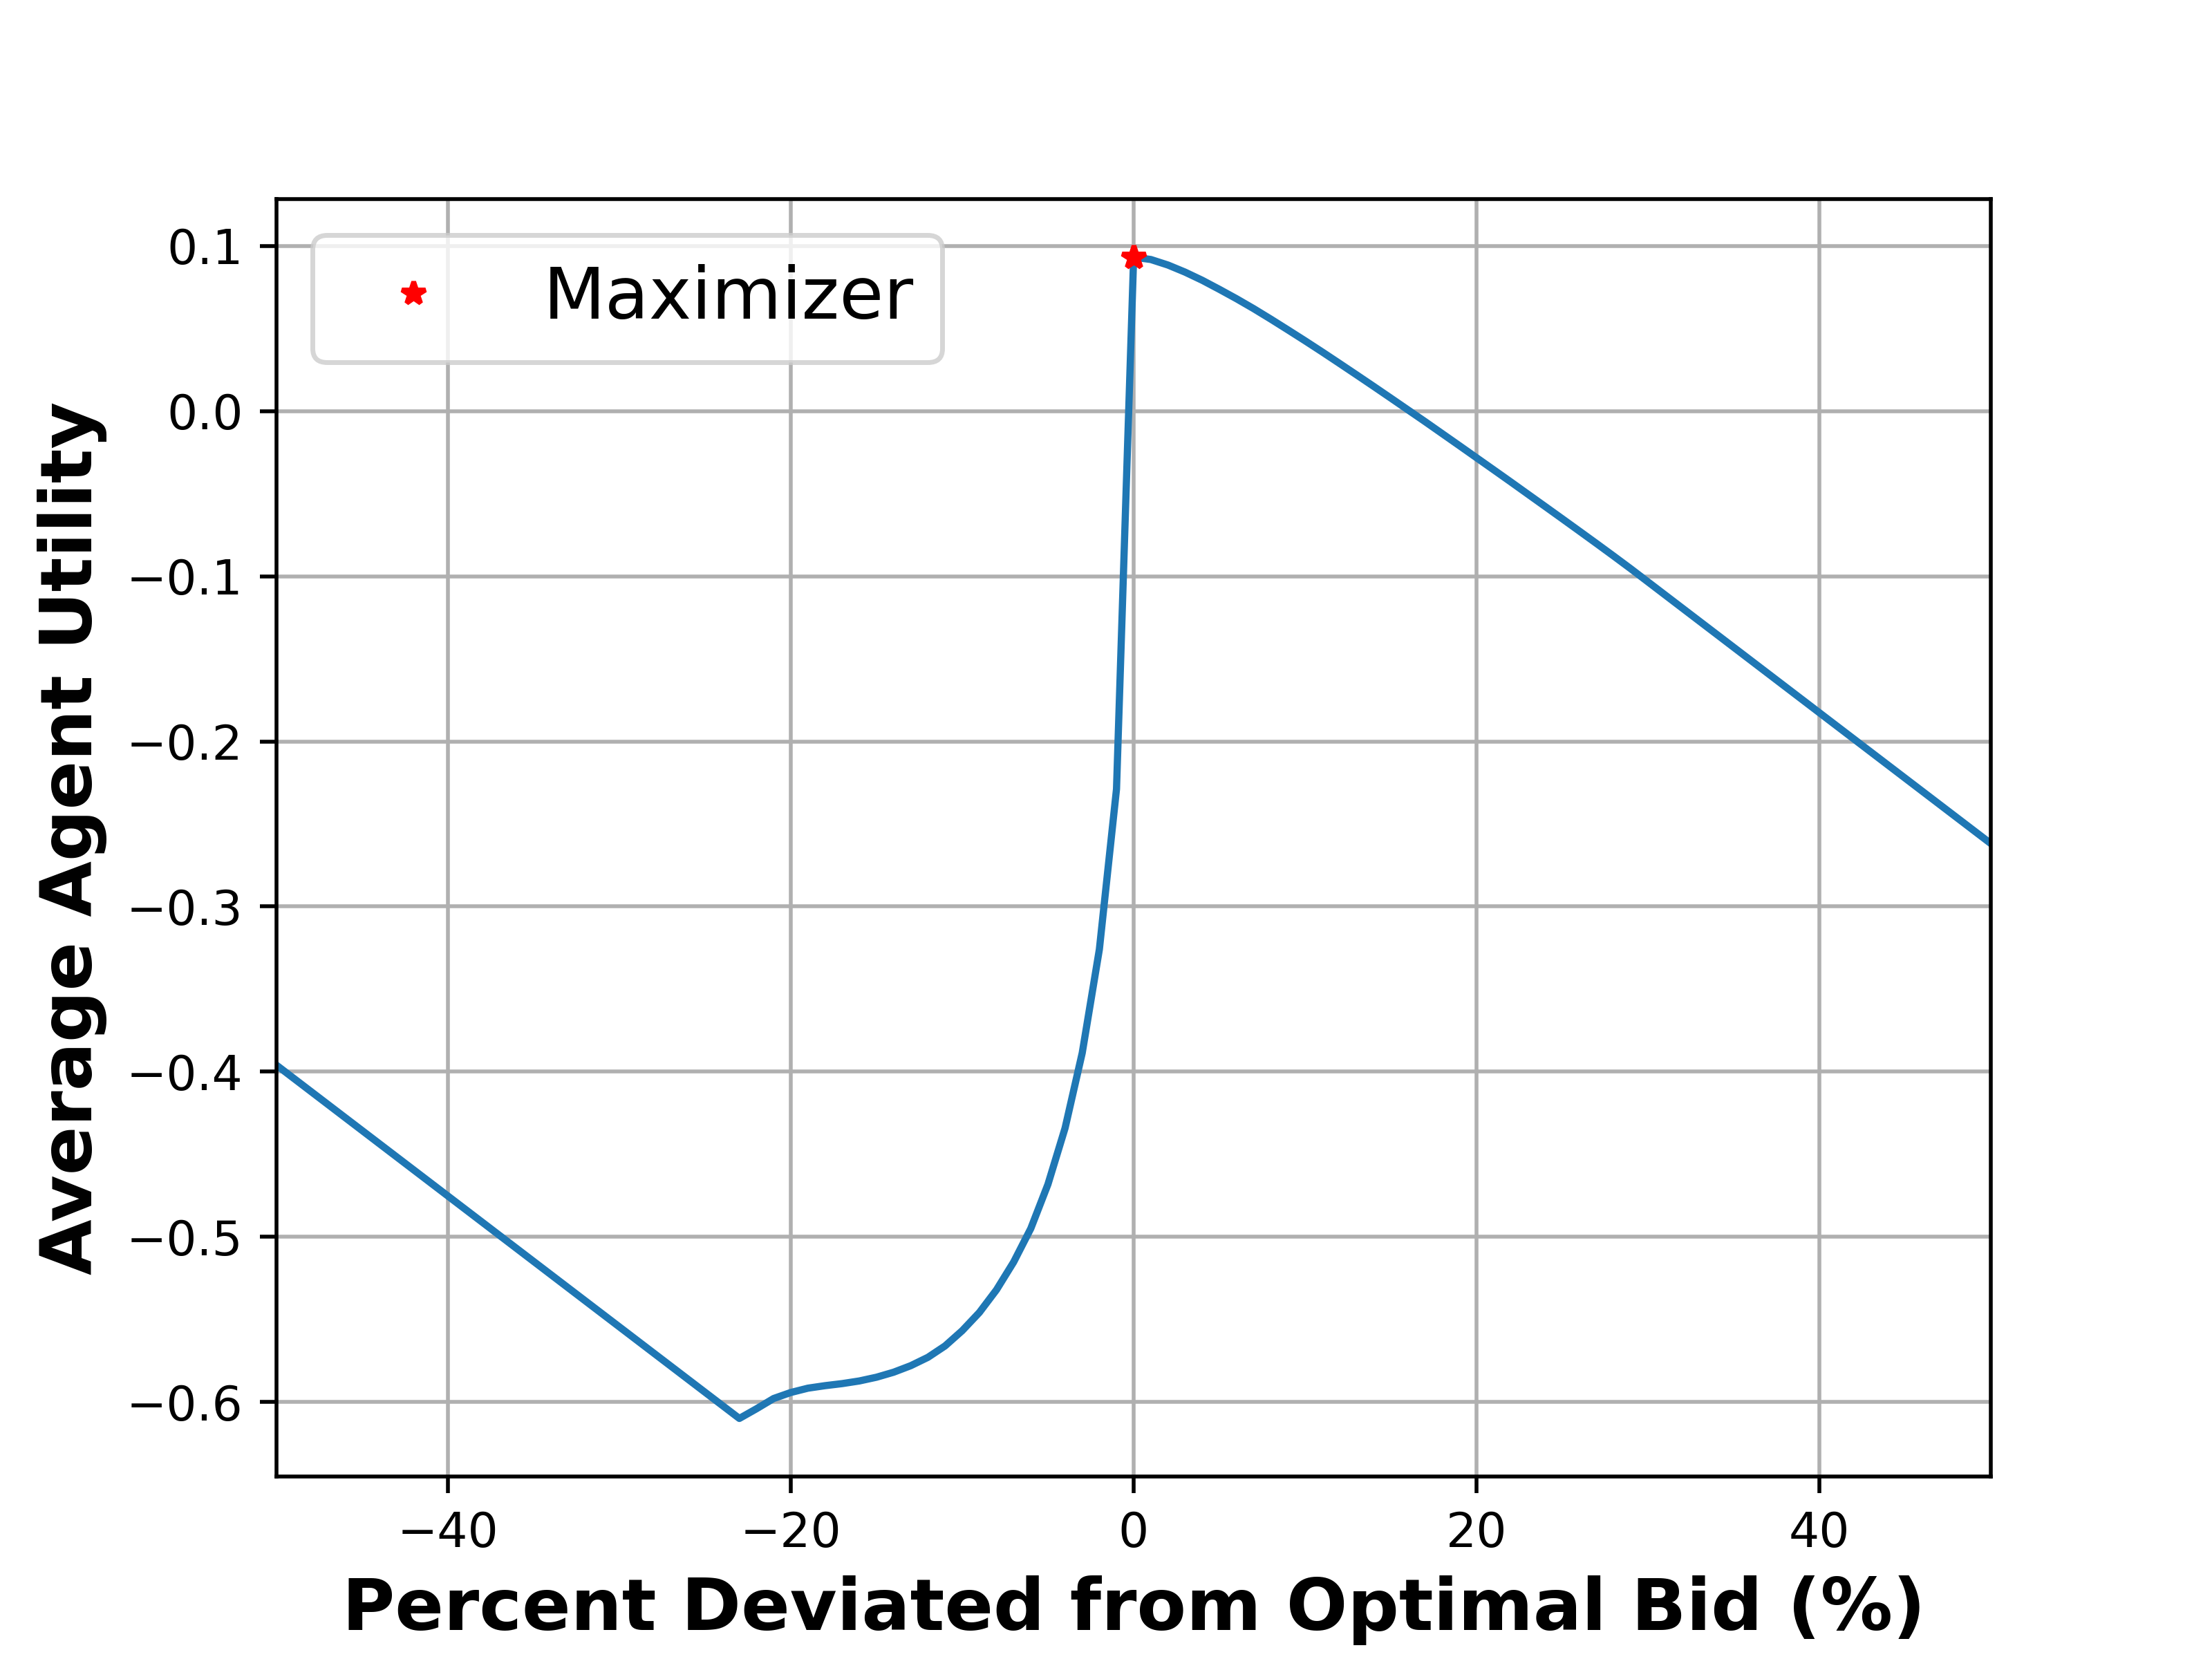 Maximizer
0.1
0.0
−0.1
−0.2
−0.3
−0.4
−0.5
−0.6
Average Agent Utility
−40 −20 0 20 40
Percent Deviated from Optimal Bid (%)